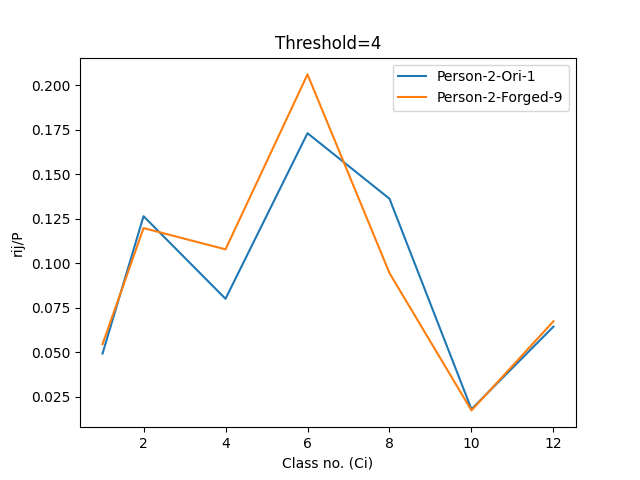 Threshold=4
Person-2-Ori-1
Person-2-Forged-9
0.200
0.175
0.150
0.125
0.100
0.075
0.050
0.025
rij/P
2 4 6 8 10 12
Class no. (Ci)